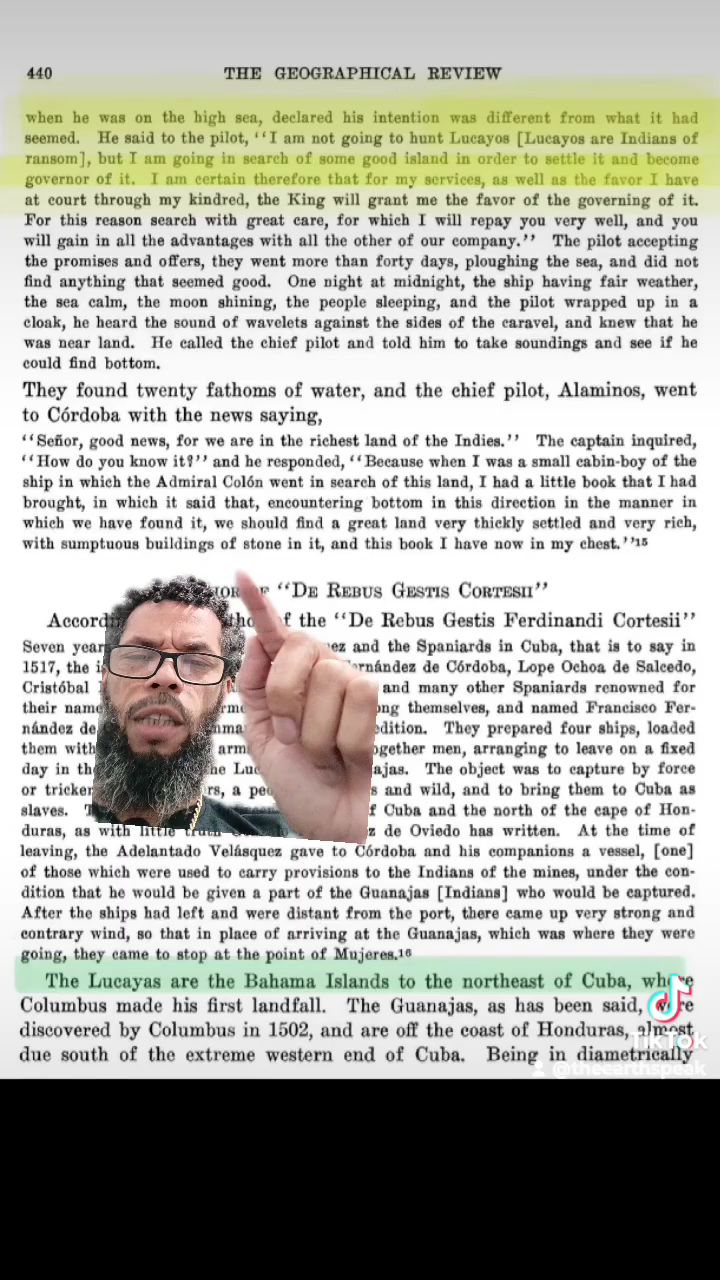 440 THE GEOGRAPHICAL REVIEW
when he was on the high sea, declared his intention was different from what it had
seemed. He said to the pilot, ‘‘I am not going to hunt Lucayos [Lucayos are Indians of
ransom], but I am going in search of some good island in order to settle it and become
governor of it. I am certain therefore that for my services, as well as the favor I have
at court through my kindred, the King will grant me the favor of the governing of it.
For this reason search with great care, for which I will repay you very well, and you
will gain in all the advantages with all the other of our company.’’ The pilot accepting
the promises and offers, they went more than forty days, ploughing the sea, and did not
find anything that seemed good. One night at midnight, the ship having fair weather,
the sea calm, the moon shining, the people sleeping, and the pilot wrapped up in a
cloak, he heard the sound of wavelets against the sides of the caravel, and knew that he
was near land. He called the chief pilot and told him to take soundings and see if he
could find bottom.
They found twenty fathoms of water, and the chief pilot, Alaminos, went
to Córdoba with the news saying,
‘‘Señor, good news, for we are in the richest land of the Indies.’’ The captain inquired,
‘‘How do you know it?’’ and he responded, ‘‘Because when I was a small cabin-boy of the
ship in which the Admiral Colón went in search of this land, I had a little book that I had
brought, in which it said that, encountering bottom in this direction in the manner in
which we have found it, we should find a great land very thickly settled and very rich,
with sumptuous buildings of stone in it, and this book I have now in my chest.’’15
“DE REBUS GESTIS CORTESII”
the “De Rebus Gestis Ferdinandi Cortesii”
Seven year and the Spaniards in Cuba, that is to say in
1517, the de Córdoba, Lope Ochoa de Salcedo,
Cristóbal and many other Spaniards renowned for
their name themselves, and named Francisco Fer-
nández de They prepared four ships, loaded
them with men, arranging to leave on a fixed
day in The object was to capture by force
or and wild, and to bring them to Cuba as
slaves. Cuba and the north of the cape of Hon-
duras, as with little de Oviedo has written. At the time of
leaving, the Adelantado Velásquez gave to Córdoba and his companions a vessel, [one]
of those which were used to carry provisions to the Indians of the mines, under the con-
dition that he would be given a part of the Guanajas [Indians] who would be captured.
After the ships had left and were distant from the port, there came up very strong and
contrary wind, so that in place of arriving at the Guanajas, which was where they were
going, they came to stop at the point of Mujeres.16
The Lucayas are the Bahama Islands to the northeast of Cuba, where
Columbus made his first landfall. The Guanajas, as has been said, were
discovered by Columbus in 1502, and are off the coast of Honduras, almost
due south of the extreme western end of Cuba. Being in diametrically
TikTok
@theearthspeak